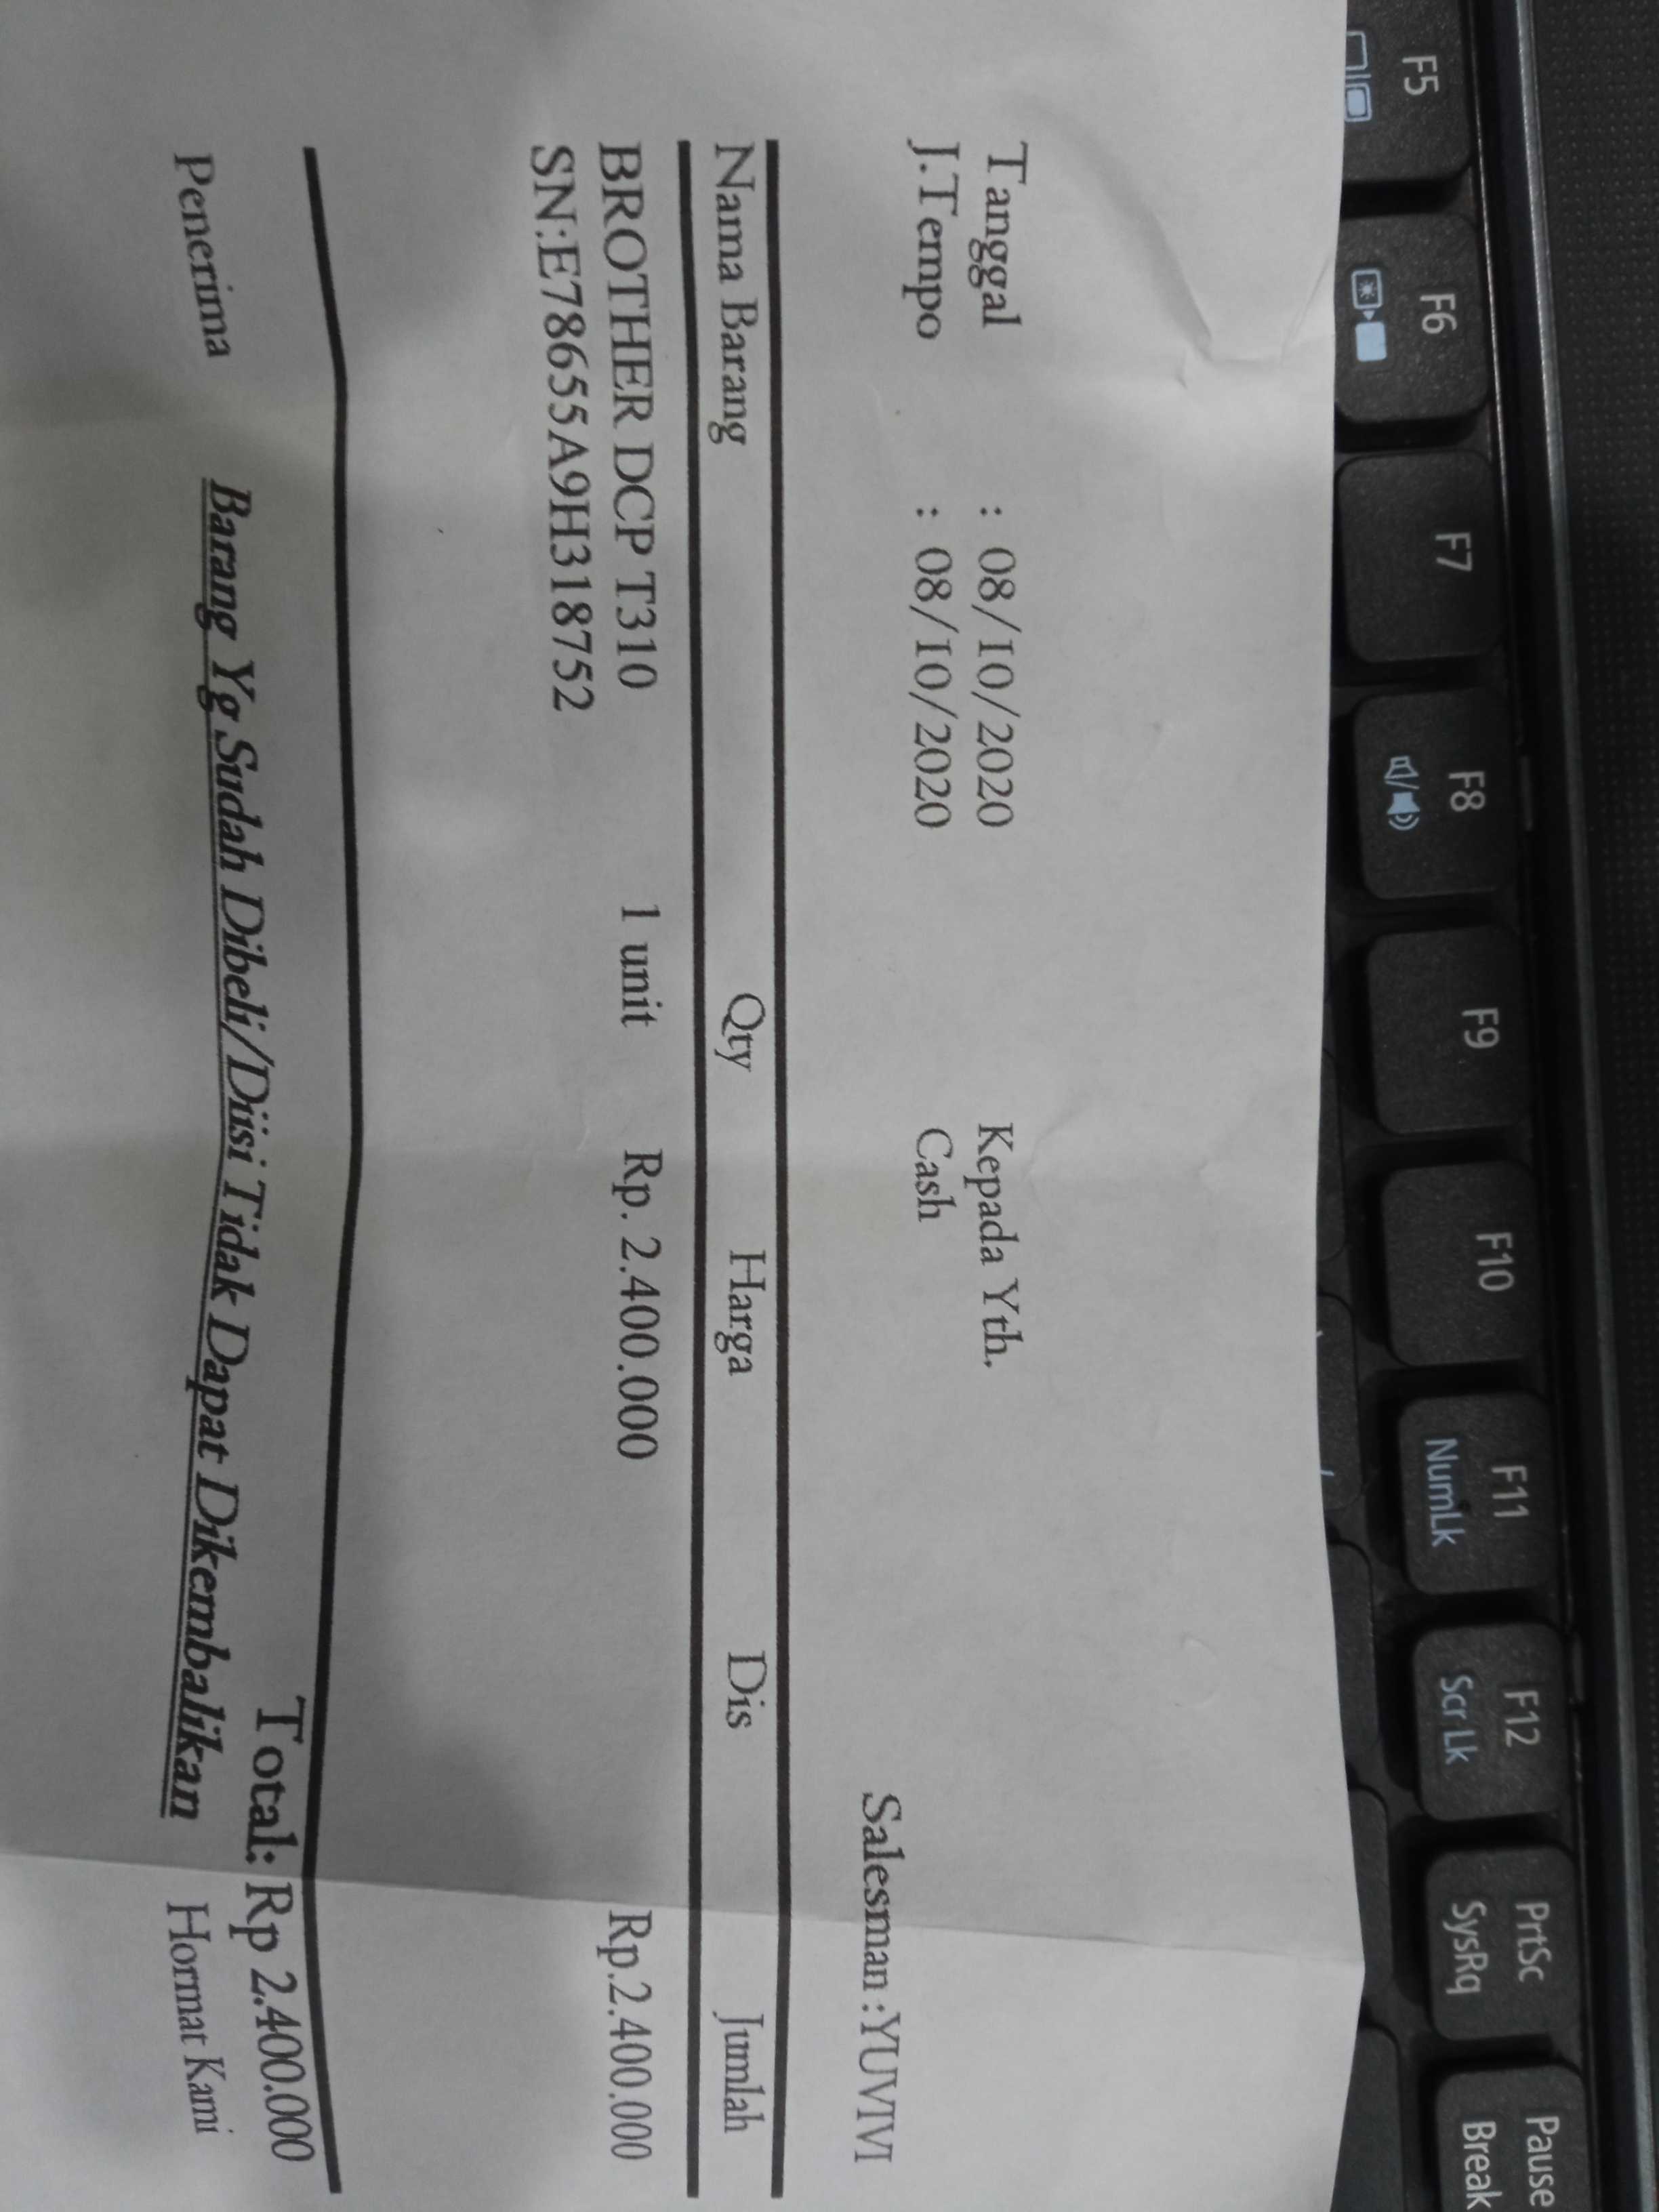 Tanggal : 08/10/2020 Kepada Yth.
J.Tempo : 08/10/2020 Cash
Salesman :YUVIVI
Nama Barang Qty Harga Dis Jumlah
BROTHER DCP T310 1 unit Rp. 2.400.000 Rp.2.400.000
SN:E78655A9H318752
Total: Rp 2.400.000
Penerima Barang Yg Sudah Dibeli/Diisi Tidak Dapat Dikembalikan Hormat Kami
F5
F6
F7
F8
F9
F10
F11
NumLk
F12
Scr Lk
PrtSc
SysRq
Pause
Break